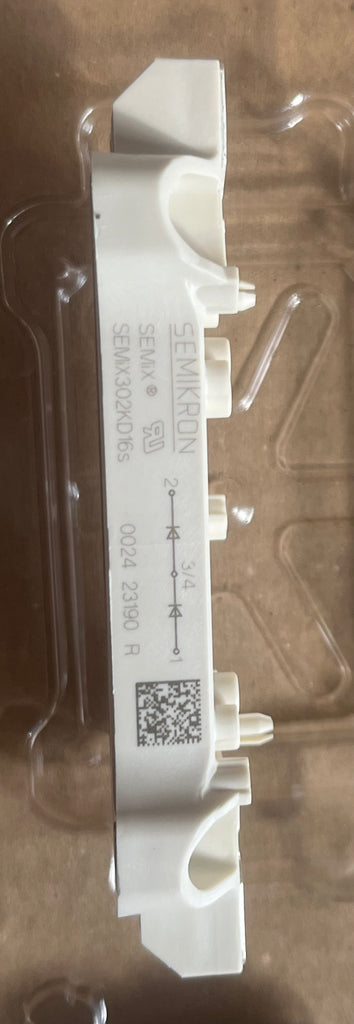 SEMIKRON
SEMiX®
SEMiX302KD16s
2
3/4
1
0024 23190 R